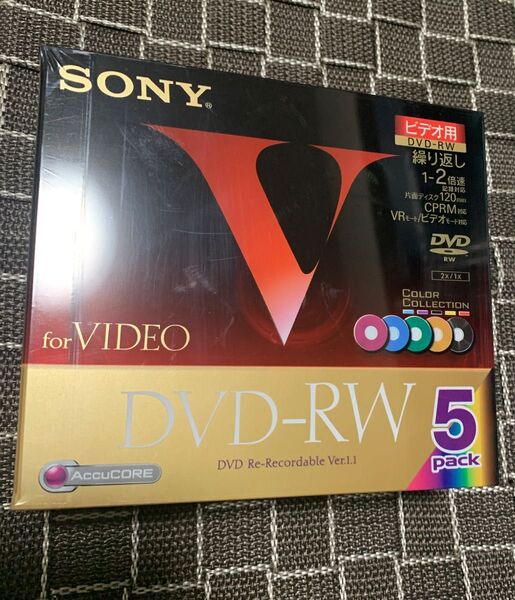 SONY®
ビデオ用
DVD-RW
繰り返し
1-2倍速
記録対応
片面ディスク120min
CPRM対応
VRモード/ビデオモード対応
DVD
RW
2x/1x
COLOR
COLLECTION
V
for VIDEO
DVD-RW
5
pack
DVD Re-Recordable Ver.1.1
AccuCORE